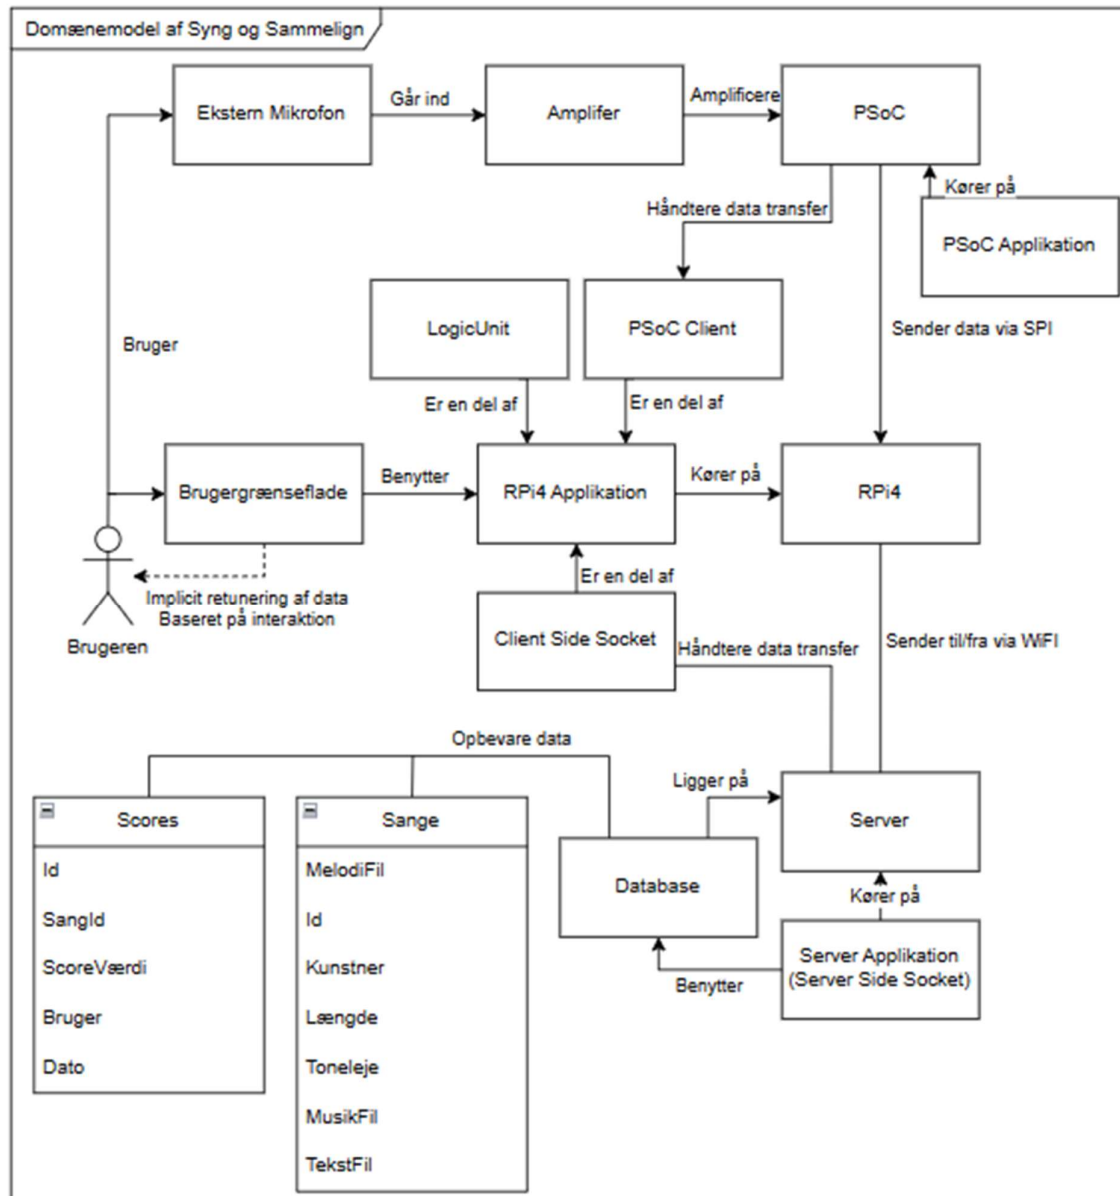 Domænemodel af Syng og Sammelign
Ekstern Mikrofon
Går ind
Amplifer
Amplificere
PSoC
Kører på
PSoC Applikation
Håndtere data transfer
LogicUnit
PSoC Client
Sender data via SPI
Bruger
Er en del af
Er en del af
Brugergrænseflade
Benytter
RPi4 Applikation
Kører på
RPi4
Implicit retunering af data
Baseret på interaktion
Brugeren
Er en del af
Client Side Socket
Håndtere data transfer
Sender til/fra via WiFI
Opbevare data
Ligger på
Server
Database
Kører på
Server Applikation
(Server Side Socket)
Benytter
Scores
Id
SangId
ScoreVærdi
Bruger
Dato
Sange
MelodiFil
Id
Kunstner
Længde
Toneleje
MusikFil
TekstFil